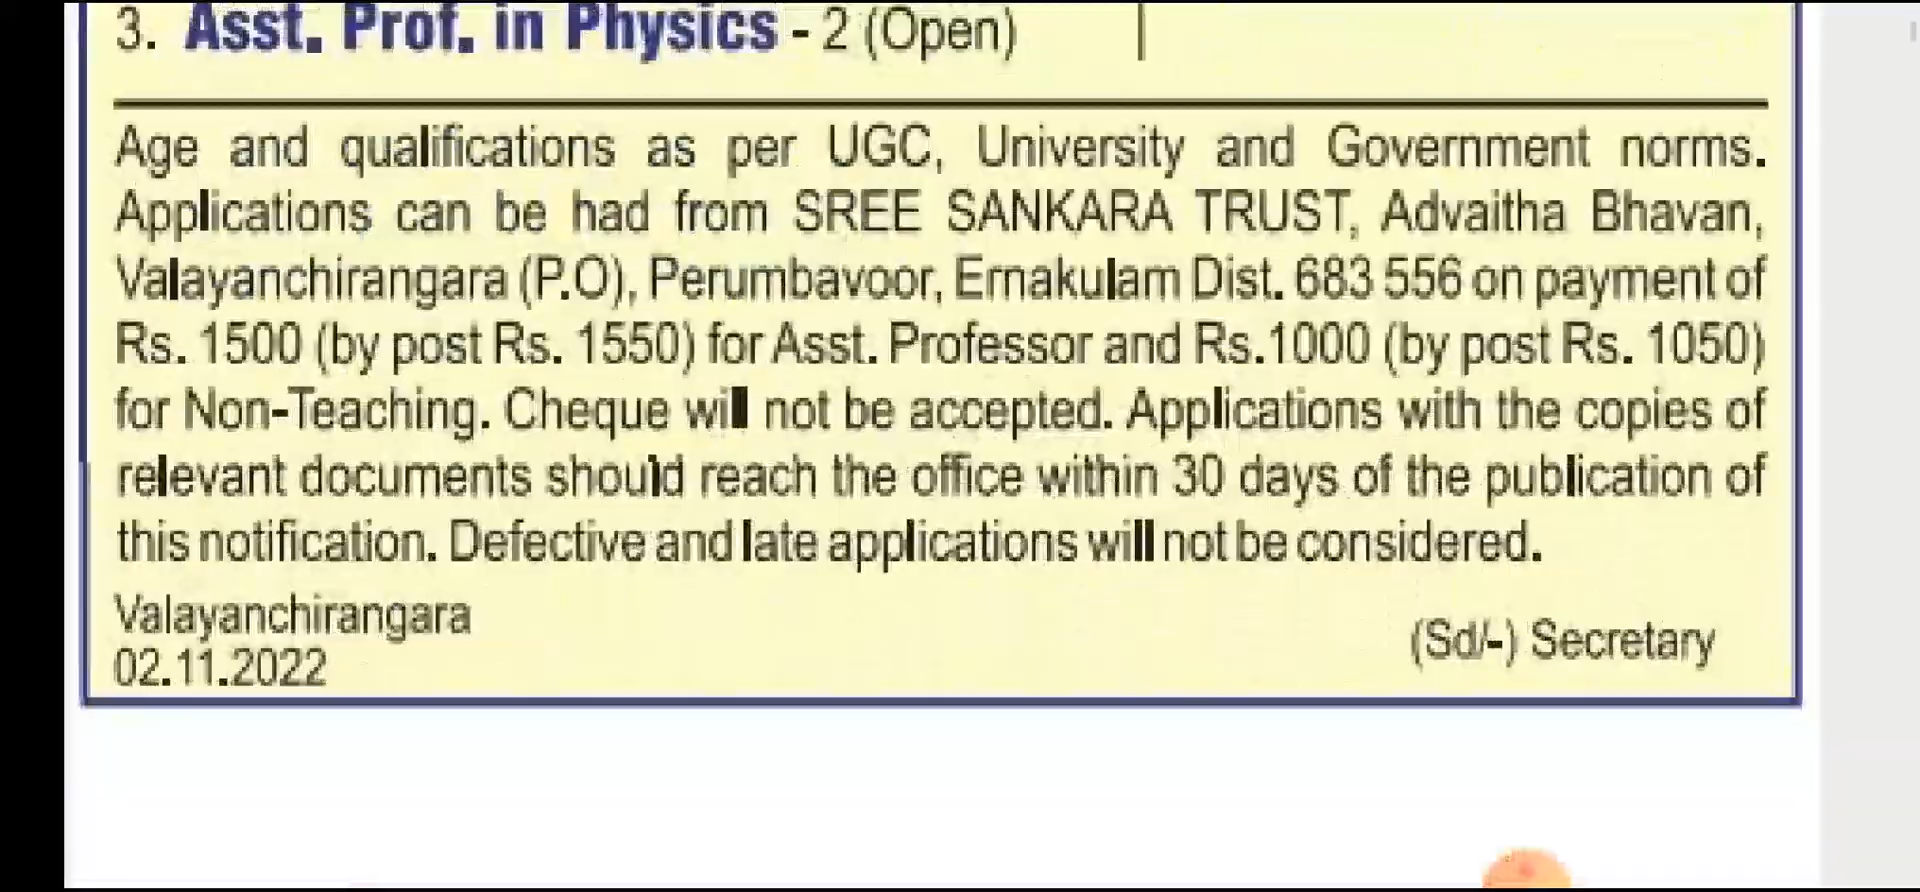 3. Asst. Prof. in Physics - 2 (Open)
Age and qualifications as per UGC, University and Government norms.
Applications can be had from SREE SANKARA TRUST, Advaitha Bhavan,
Valayanchirangara (P.O), Perumbavoor, Ernakulam Dist. 683 556 on payment of
Rs. 1500 (by post Rs. 1550) for Asst. Professor and Rs.1000 (by post Rs. 1050)
for Non-Teaching. Cheque will not be accepted. Applications with the copies of
relevant documents should reach the office within 30 days of the publication of
this notification. Defective and late applications will not be considered.
Valayanchirangara
02.11.2022
(Sd/-) Secretary